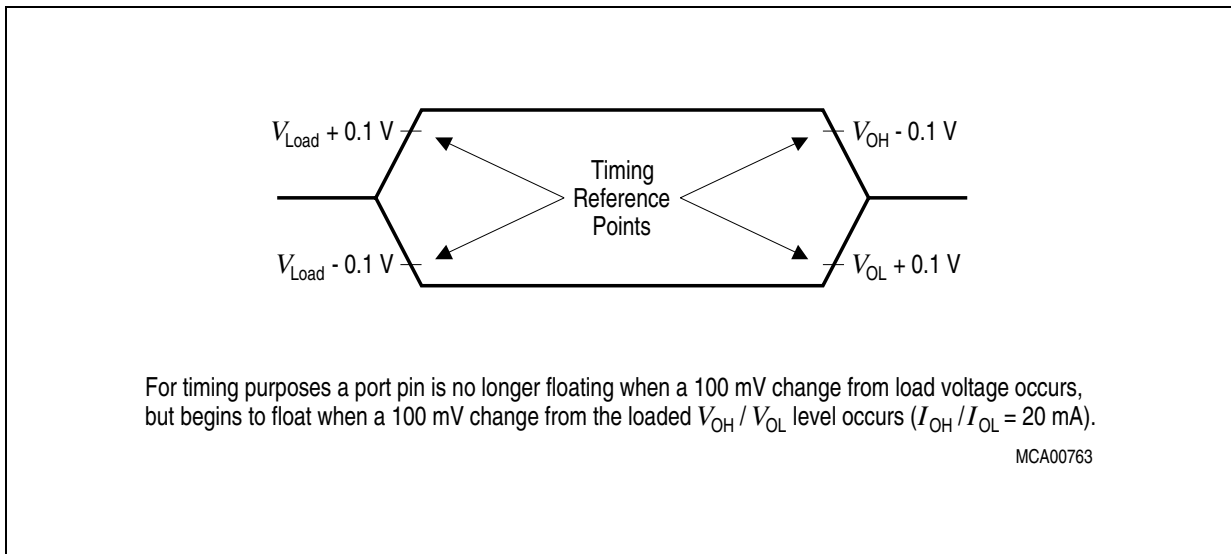 V_Load + 0.1 V
V_OH - 0.1 V
Timing
Reference
Points
V_Load - 0.1 V
V_OL + 0.1 V
For timing purposes a port pin is no longer floating when a 100 mV change from load voltage occurs,
but begins to float when a 100 mV change from the loaded V_OH / V_OL level occurs (I_OH / I_OL = 20 mA).
MCA00763